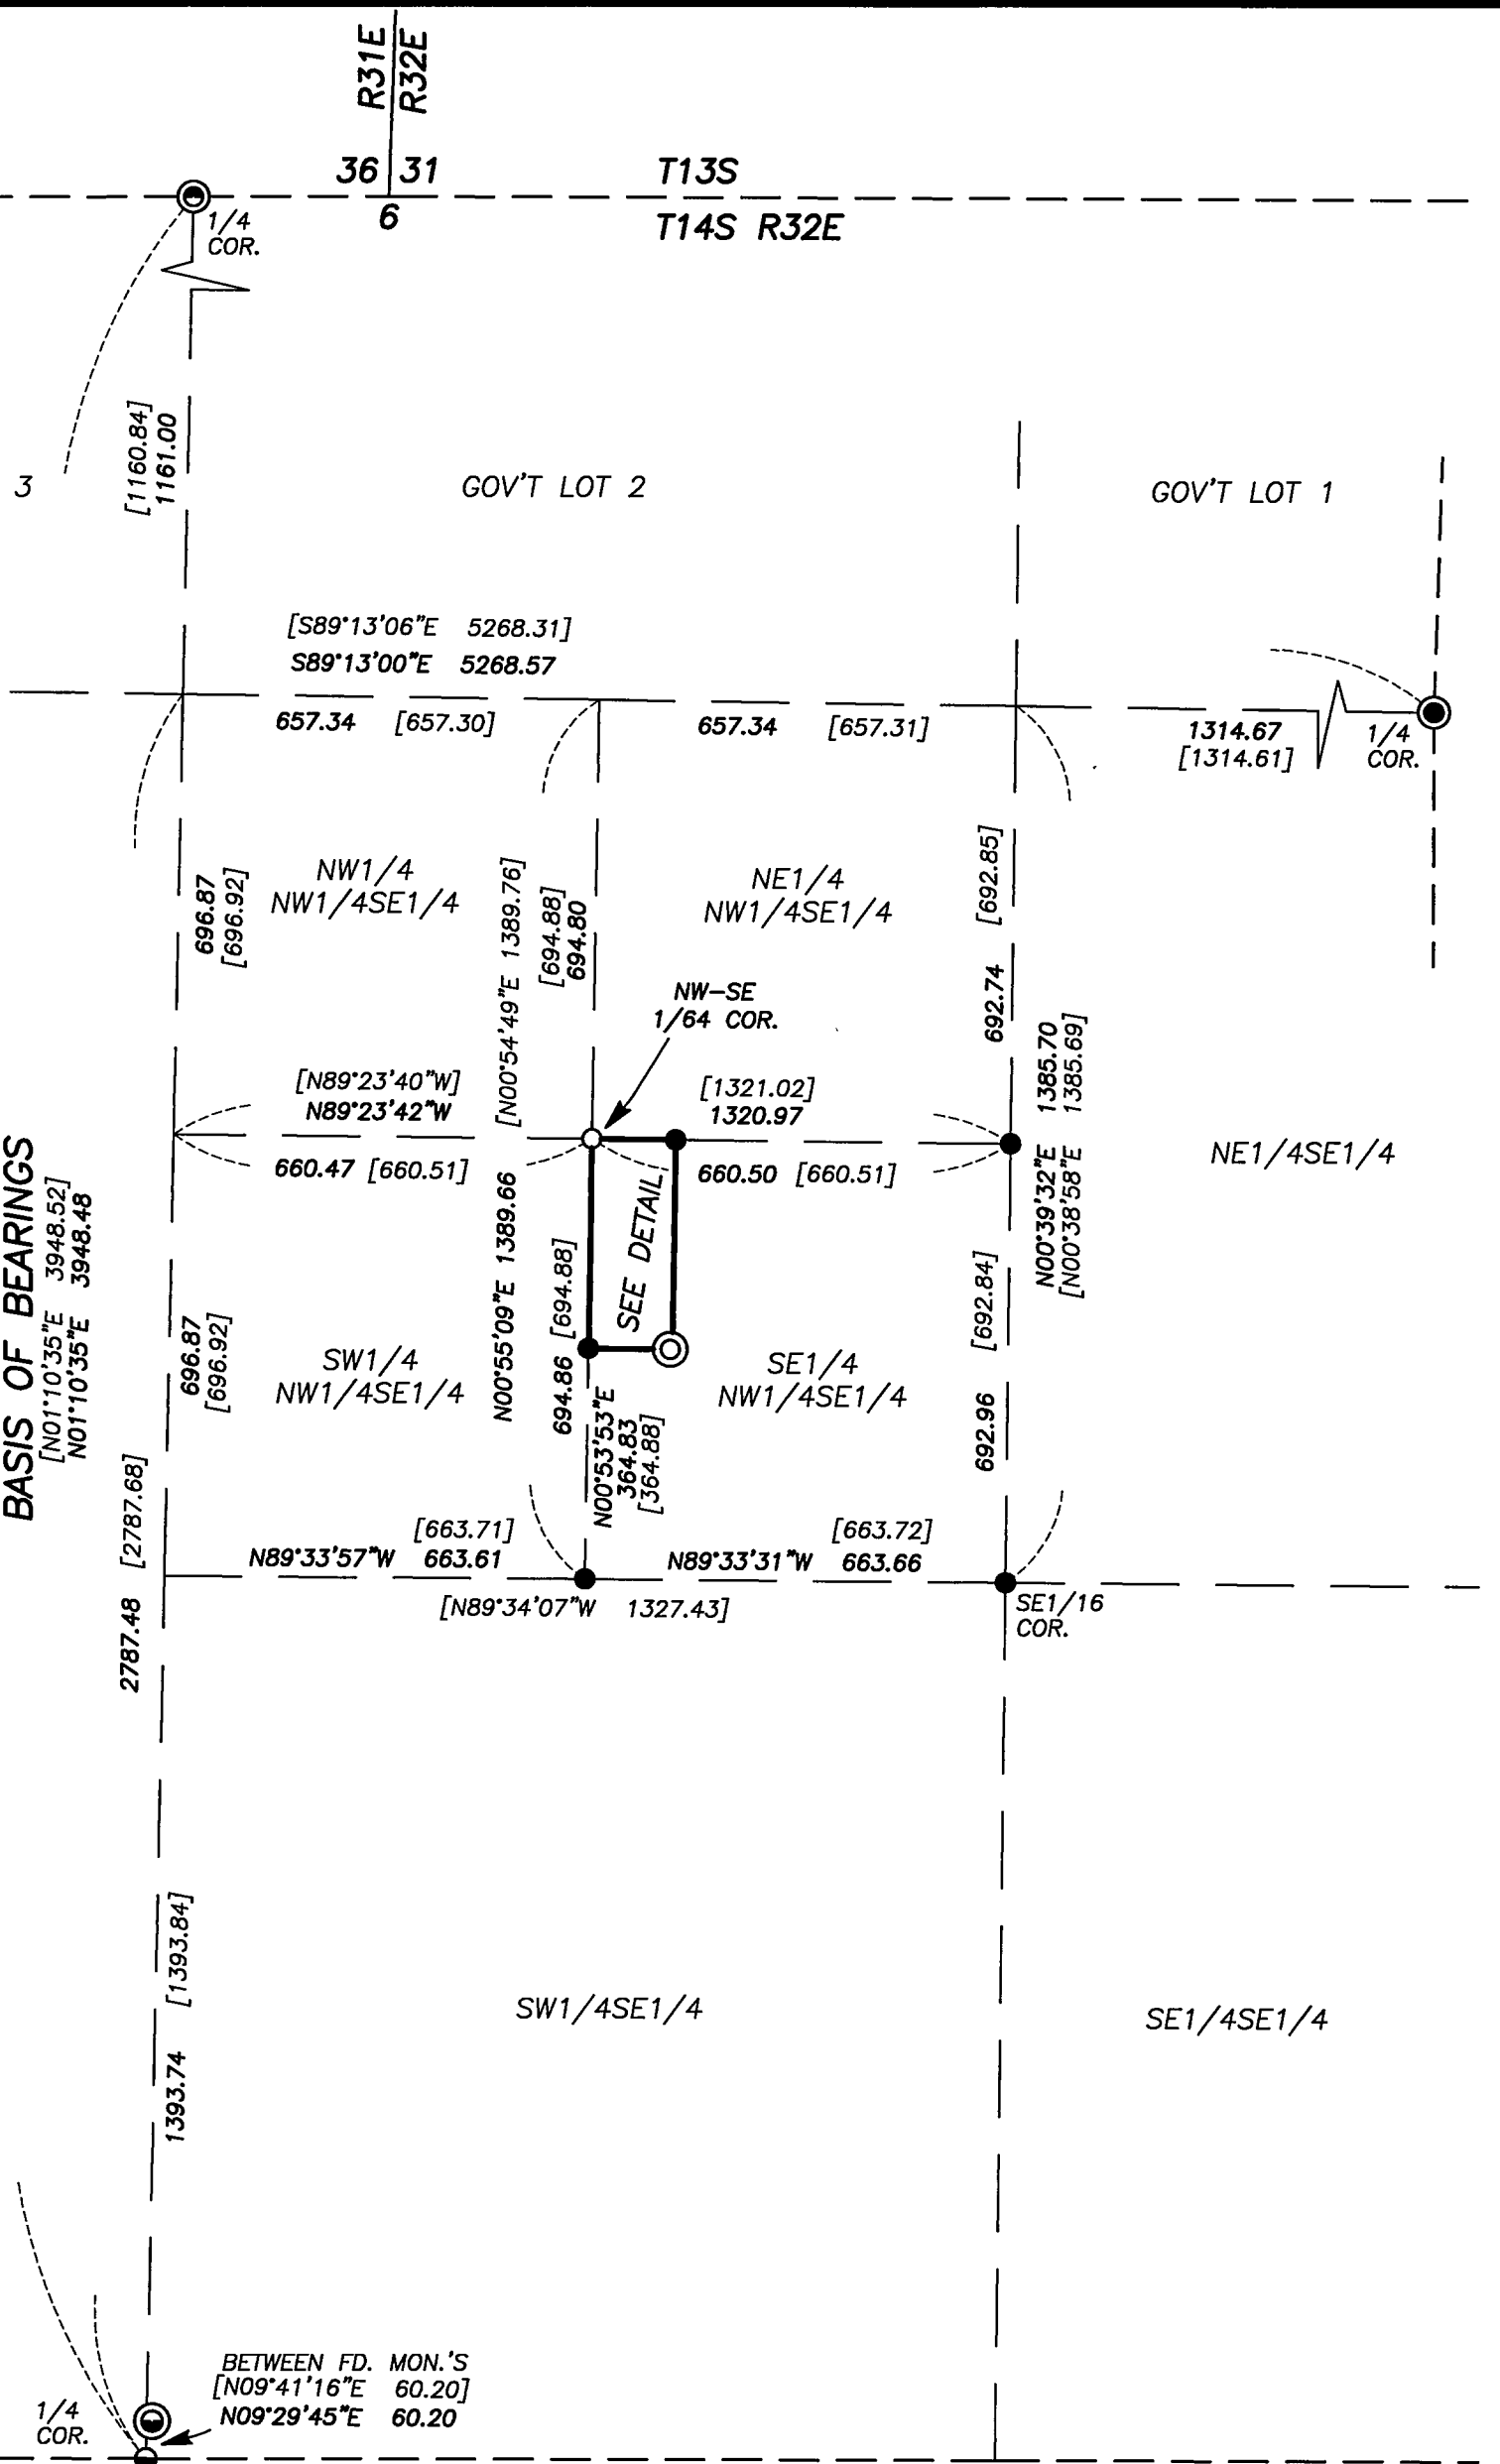 R31E
R32E
36 31
T13S
6
T14S R32E
1/4
COR.
[1160.84]
1161.00
3
GOV'T LOT 2
GOV'T LOT 1
[S89°13'06"E 5268.31]
S89°13'00"E 5268.57
657.34 [657.30]
657.34 [657.31]
1314.67
[1314.61]
1/4
COR.
696.87
[696.92]
NW1/4
NW1/4SE1/4
[N00°54'49"E 1389.76]
[694.88]
694.80
NE1/4
NW1/4SE1/4
692.74 [692.85]
NW-SE
1/64 COR.
[N89°23'40"W]
N89°23'42"W
[1321.02]
1320.97
660.47 [660.51]
660.50 [660.51]
N00°39'32"E 1385.70
[N00°38'58"E 1385.69]
NE1/4SE1/4
BASIS OF BEARINGS
[N01°10'35"E 3948.52]
N01°10'35"E 3948.48
N00°55'09"E 1389.66
694.86 [694.88]
SEE DETAIL
696.87
[696.92]
SW1/4
NW1/4SE1/4
SE1/4
NW1/4SE1/4
692.96 [692.84]
N00°53'53"E
364.83
[364.88]
2787.48 [2787.68]
[663.71]
N89°33'57"W 663.61
[663.72]
N89°33'31"W 663.66
[N89°34'07"W 1327.43]
SE1/16
COR.
1393.74 [1393.84]
SW1/4SE1/4
SE1/4SE1/4
BETWEEN FD. MON.'S
[N09°41'16"E 60.20]
N09°29'45"E 60.20
1/4
COR.